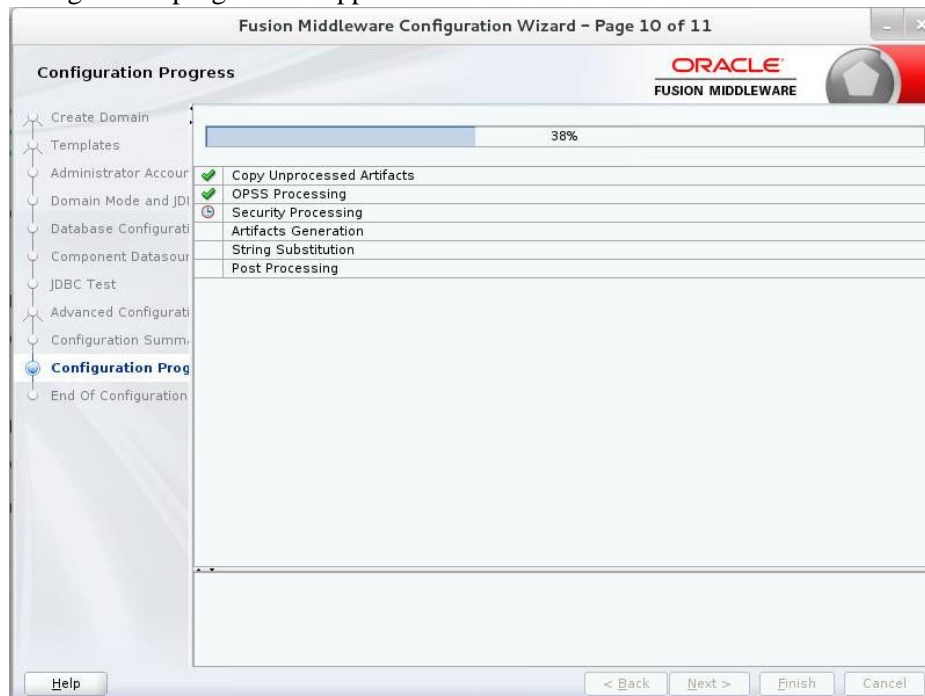 Fusion Middleware Configuration Wizard - Page 10 of 11
Configuration Progress
ORACLE
FUSION MIDDLEWARE
Create Domain
Templates
Administrator Accour
Domain Mode and JDI
Database Configurati
Component Datasour
JDBC Test
Advanced Configurati
Configuration Summ
Configuration Prog
End Of Configuration
38%
Copy Unprocessed Artifacts
OPSS Processing
Security Processing
Artifacts Generation
String Substitution
Post Processing
Help
< Back
Next >
Finish
Cancel